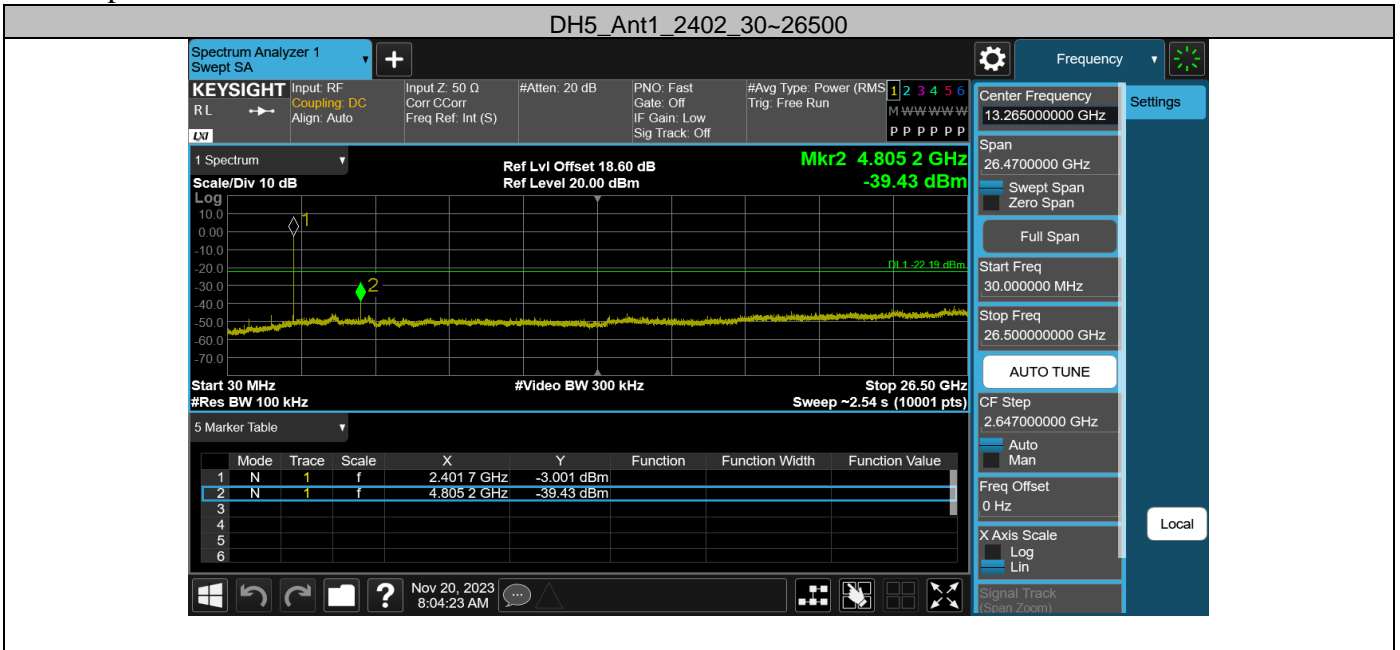 DH5_Ant1_2402_30~26500
Spectrum Analyzer 1
Swept SA
+
Frequency
KEYSIGHT
RL
LXI
Input: RF
Coupling: DC
Align: Auto
Input Z: 50 Ω
Corr CCorr
Freq Ref: Int (S)
#Atten: 20 dB
PNO: Fast
Gate: Off
IF Gain: Low
Sig Track: Off
#Avg Type: Power (RMS
Trig: Free Run
1 2 3 4 5 6
M W W W W W
P P P P P P
1 Spectrum
Scale/Div 10 dB
Ref Lvl Offset 18.60 dB
Ref Level 20.00 dBm
Mkr2 4.805 2 GHz
-39.43 dBm
Log
10.0
0.00
-10.0
-20.0
-30.0
-40.0
-50.0
-60.0
-70.0
1
2
DL1 -22.19 dBm
Start 30 MHz
#Res BW 100 kHz
#Video BW 300 kHz
Stop 26.50 GHz
Sweep ~2.54 s (10001 pts)
5 Marker Table
Mode Trace Scale X Y Function Function Width Function Value
1 N 1 f 2.401 7 GHz -3.001 dBm
2 N 1 f 4.805 2 GHz -39.43 dBm
3
4
5
6
?
Nov 20, 2023
8:04:23 AM
Center Frequency
13.265000000 GHz
Settings
Span
26.4700000 GHz
Swept Span
Zero Span
Full Span
Start Freq
30.000000 MHz
Stop Freq
26.500000000 GHz
AUTO TUNE
CF Step
2.647000000 GHz
Auto
Man
Freq Offset
0 Hz
Local
X Axis Scale
Log
Lin
Signal Track
(Span Zoom)